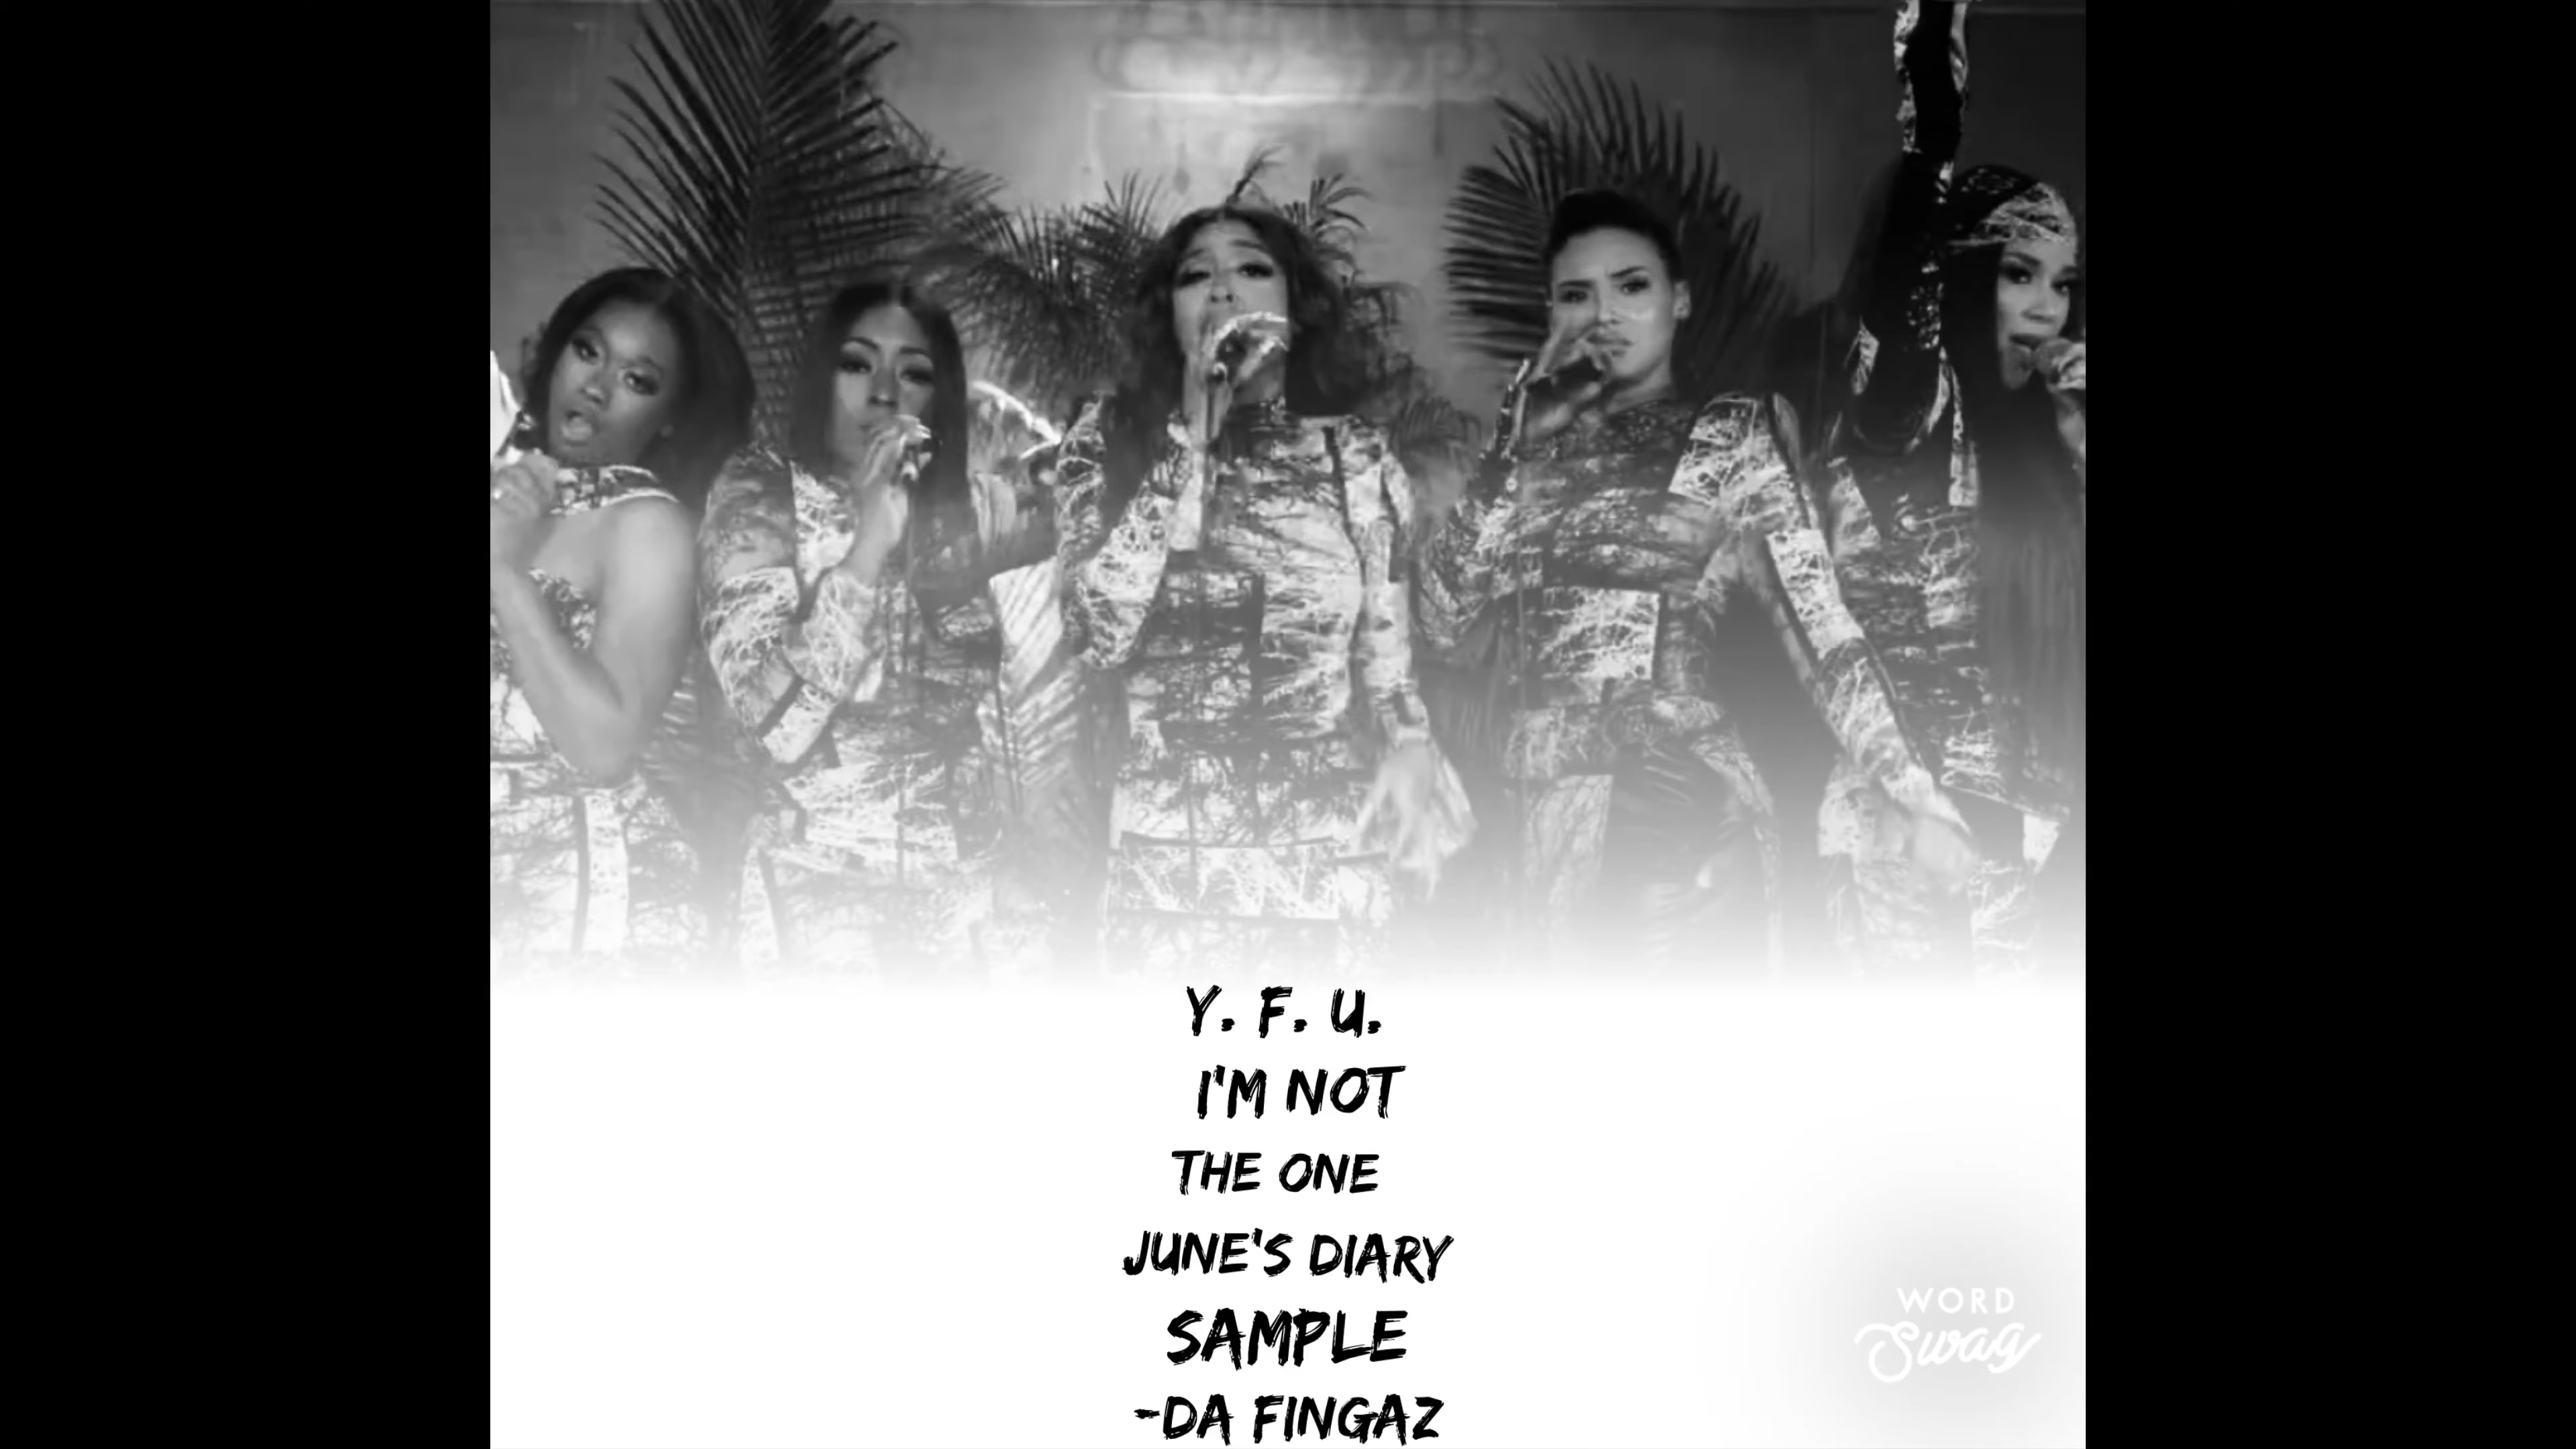 Y. F. U.
I'M NOT
THE ONE
JUNE'S DIARY
SAMPLE
-DA FINGAZ
WORD
Swag